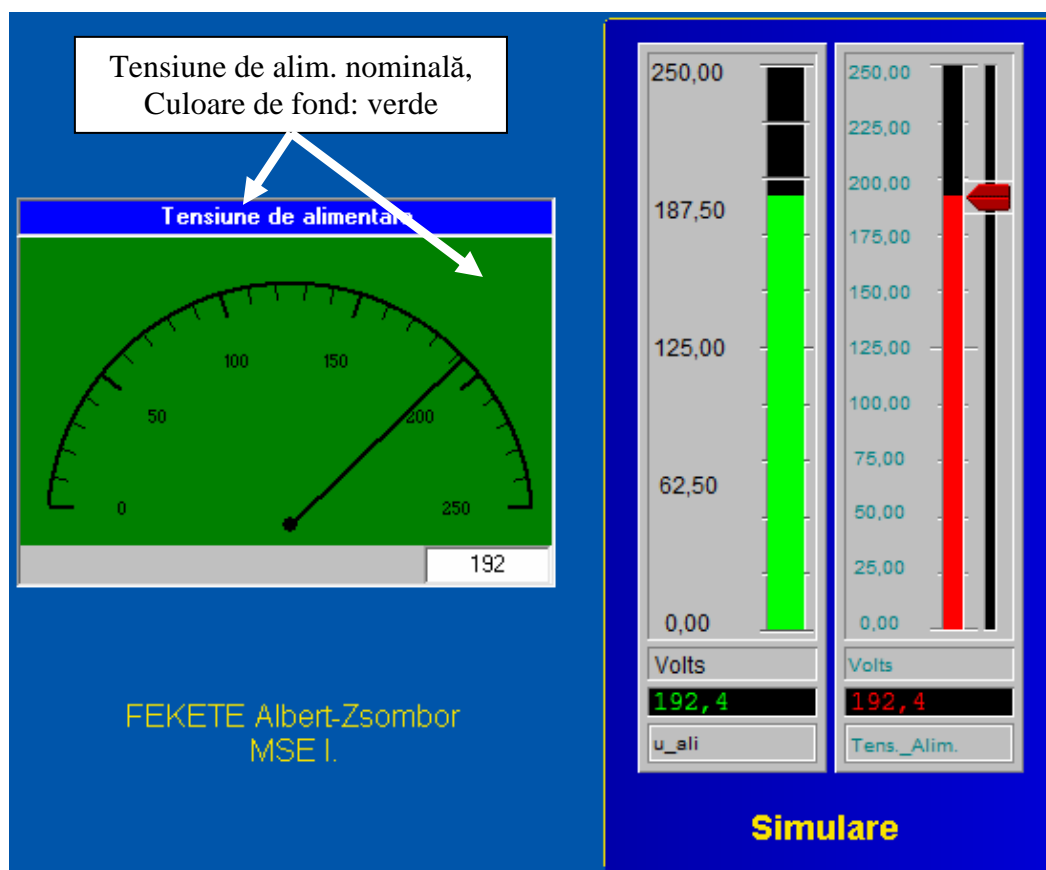 Tensiune de alim. nominală,
Culoare de fond: verde
Tensiune de alimentare
0
50
100
150
200
250
192
FEKETE Albert-Zsombor
MSE I.
250,00
187,50
125,00
62,50
0,00
Volts
192,4
u_ali
250,00
225,00
200,00
175,00
150,00
125,00
100,00
75,00
50,00
25,00
0,00
Volts
192,4
Tens._Alim.
Simulare